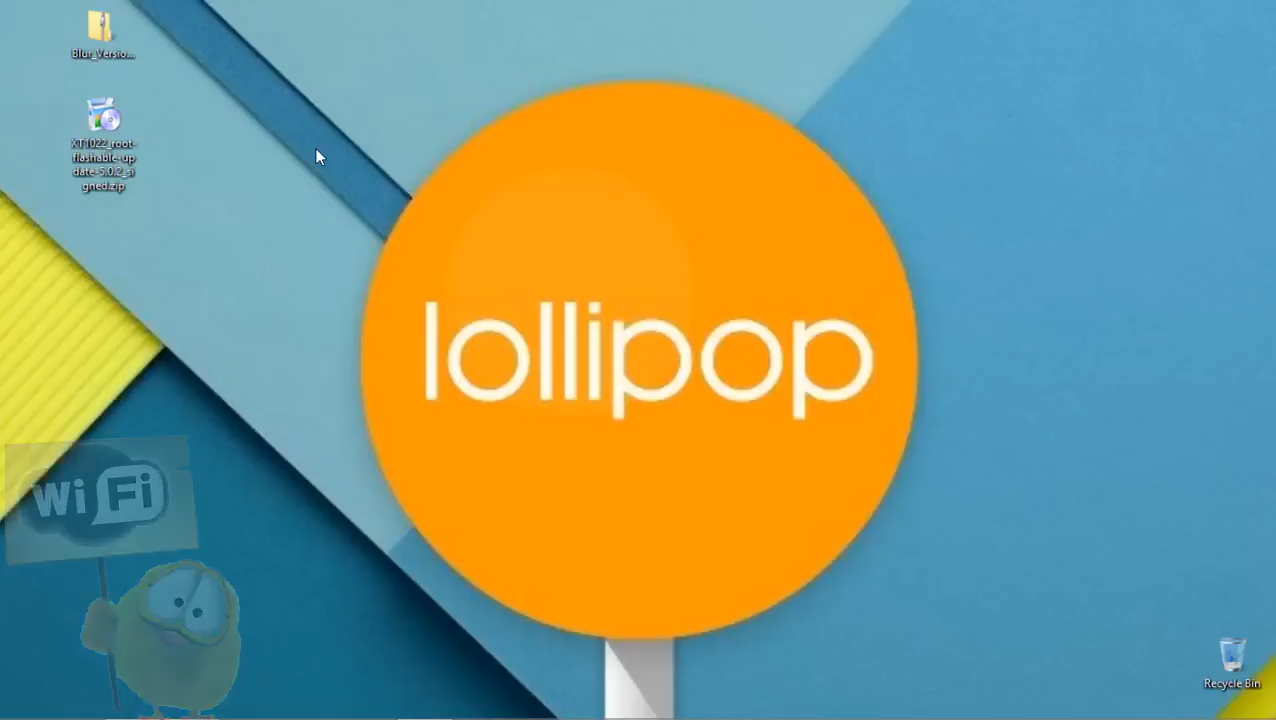 Blur_Versio...
XT1022_root-
flashable-up
date-5.0.2_si
gned.zip
lollipop
Wi Fi
Recycle Bin